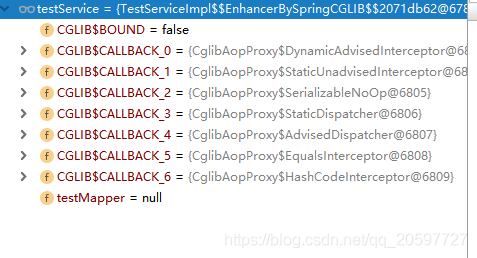 testService = {TestServiceImpl$$EnhancerBySpringCGLIB$$2071db62@678
CGLIB$BOUND = false
CGLIB$CALLBACK_0 = {CglibAopProxy$DynamicAdvisedInterceptor@68
CGLIB$CALLBACK_1 = {CglibAopProxy$StaticUnadvisedInterceptor@68
CGLIB$CALLBACK_2 = {CglibAopProxy$SerializableNoOp@6805}
CGLIB$CALLBACK_3 = {CglibAopProxy$StaticDispatcher@6806}
CGLIB$CALLBACK_4 = {CglibAopProxy$AdvisedDispatcher@6807}
CGLIB$CALLBACK_5 = {CglibAopProxy$EqualsInterceptor@6808}
CGLIB$CALLBACK_6 = {CglibAopProxy$HashCodeInterceptor@6809}
testMapper = null
https://blog.csdn.net/qq_20597727